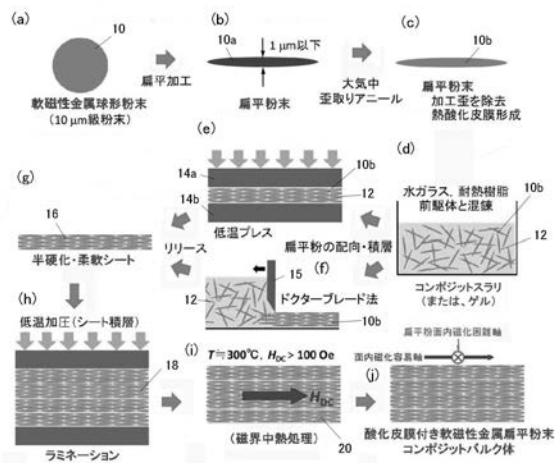 (a)
10
軟磁性金属球形粉末
(10 μm級粉末)
扁平加工
(b)
10a
1 μm以下
扁平粉末
大気中
歪取りアニール
(c)
10b
扁平粉末
加工歪を除去
熱酸化皮膜形成
(d)
水ガラス, 耐熱樹脂
前駆体と混錬
10b
12
コンポジットスラリ
(または、ゲル)
(e)
14a
10b
12
14b
低温プレス
扁平粉の配向・積層
(f)
15
12
ドクターブレード法
10b
リリース
(g)
16
半硬化・柔軟シート
(h)
低温加圧(シート積層)
18
ラミネーション
(i)
T≒300℃, HDC > 100 Oe
HDC
(磁界中熱処理)
20
(j)
扁平粉面内磁化困難軸
面内磁化容易軸
酸化皮膜付き軟磁性金属扁平粉末
コンポジットバルク体